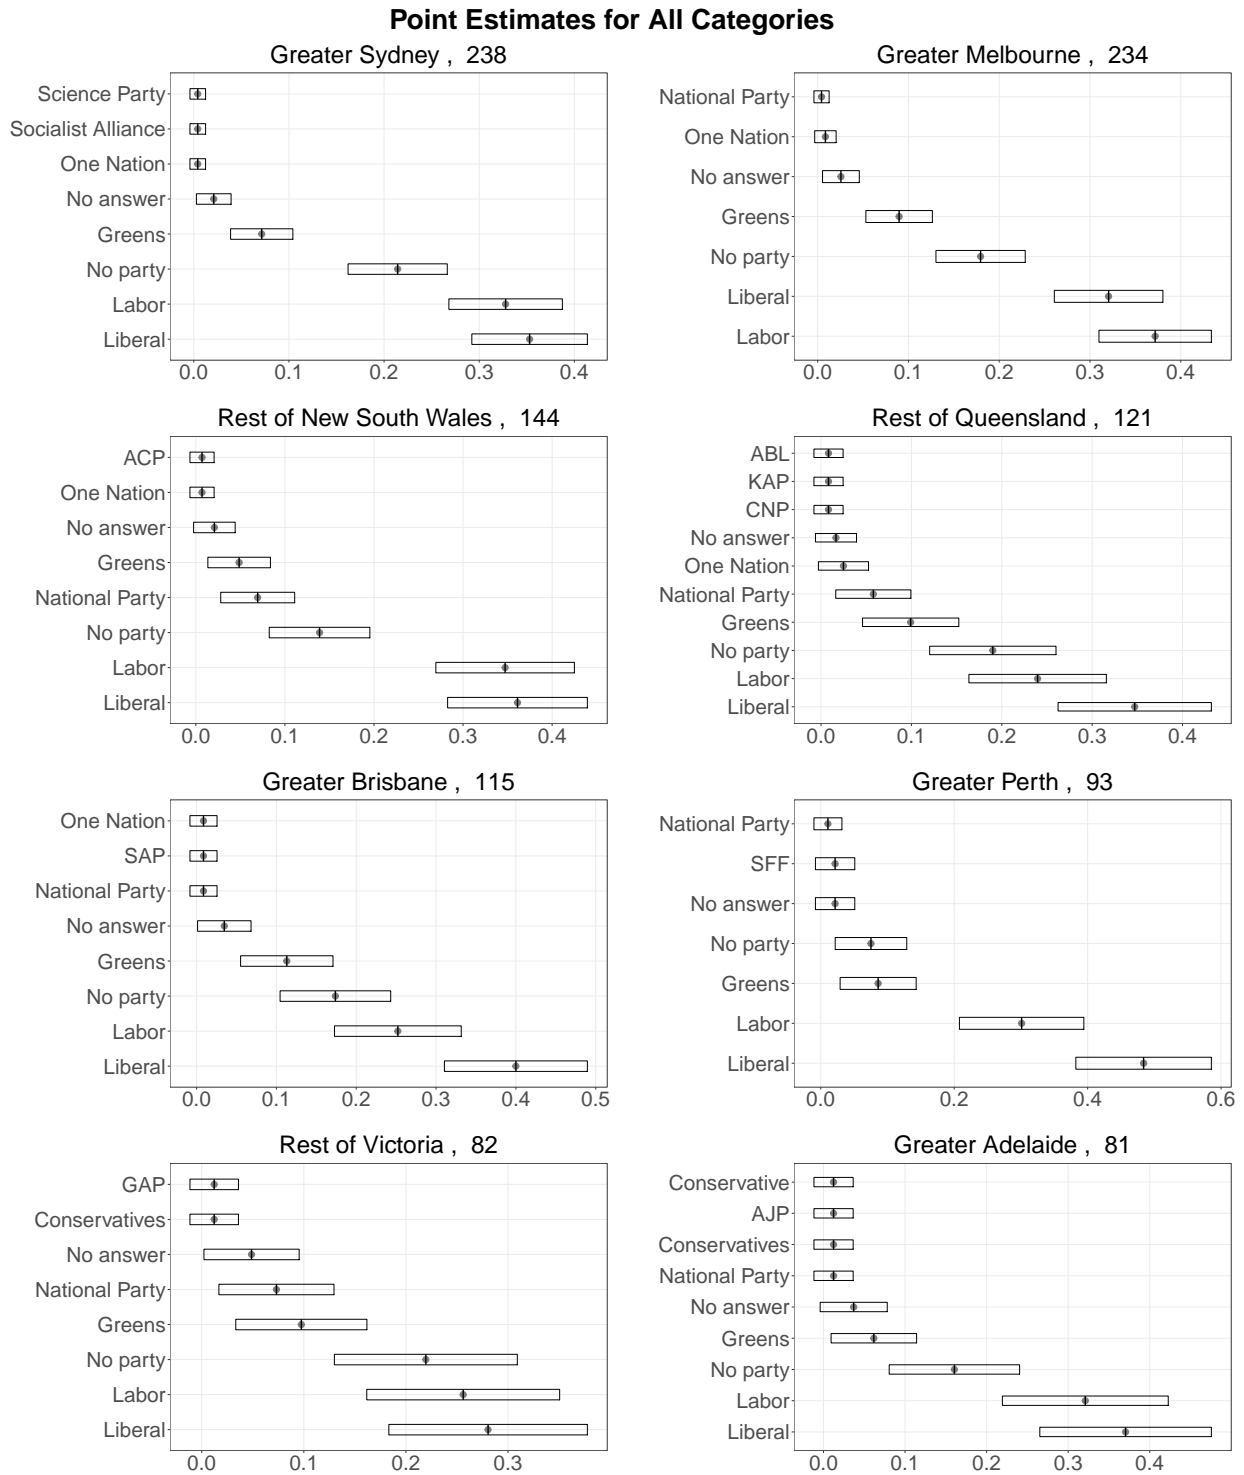 Point Estimates for All Categories
Greater Sydney ,  238
Science Party
Socialist Alliance
One Nation
No answer
Greens
No party
Labor
Liberal
0.0 0.1 0.2 0.3 0.4
Greater Melbourne ,  234
National Party
One Nation
No answer
Greens
No party
Liberal
Labor
0.0 0.1 0.2 0.3 0.4
Rest of New South Wales ,  144
ACP
One Nation
No answer
Greens
National Party
No party
Labor
Liberal
0.0 0.1 0.2 0.3 0.4
Rest of Queensland ,  121
ABL
KAP
CNP
No answer
One Nation
National Party
Greens
No party
Labor
Liberal
0.0 0.1 0.2 0.3 0.4
Greater Brisbane ,  115
One Nation
SAP
National Party
No answer
Greens
No party
Labor
Liberal
0.0 0.1 0.2 0.3 0.4 0.5
Greater Perth ,  93
National Party
SFF
No answer
No party
Greens
Labor
Liberal
0.0 0.2 0.4 0.6
Rest of Victoria ,  82
GAP
Conservatives
No answer
National Party
Greens
No party
Labor
Liberal
0.0 0.1 0.2 0.3
Greater Adelaide ,  81
Conservative
AJP
Conservatives
National Party
No answer
Greens
No party
Labor
Liberal
0.0 0.1 0.2 0.3 0.4